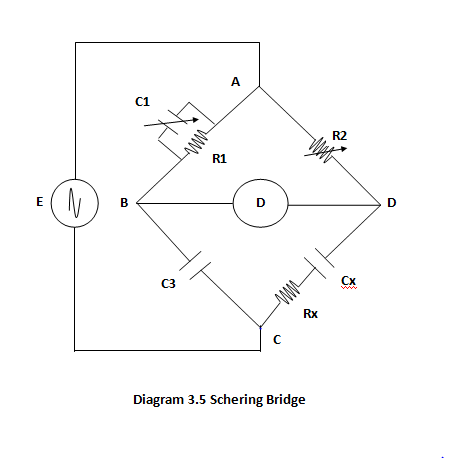 A
C1
R2
R1
E
B
D
D
C3
Cx
Rx
C
Diagram 3.5 Schering Bridge